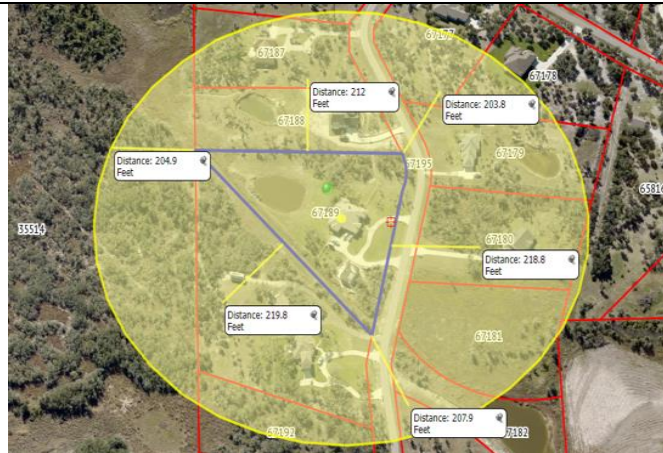 67177
67187
67178
Distance: 212
Feet
Distance: 203.8
Feet
67188
67179
Distance: 204.9
Feet
67195
65816
67189
35514
67180
Distance: 218.8
Feet
Distance: 219.8
Feet
67181
Distance: 207.9
Feet
67192
67182